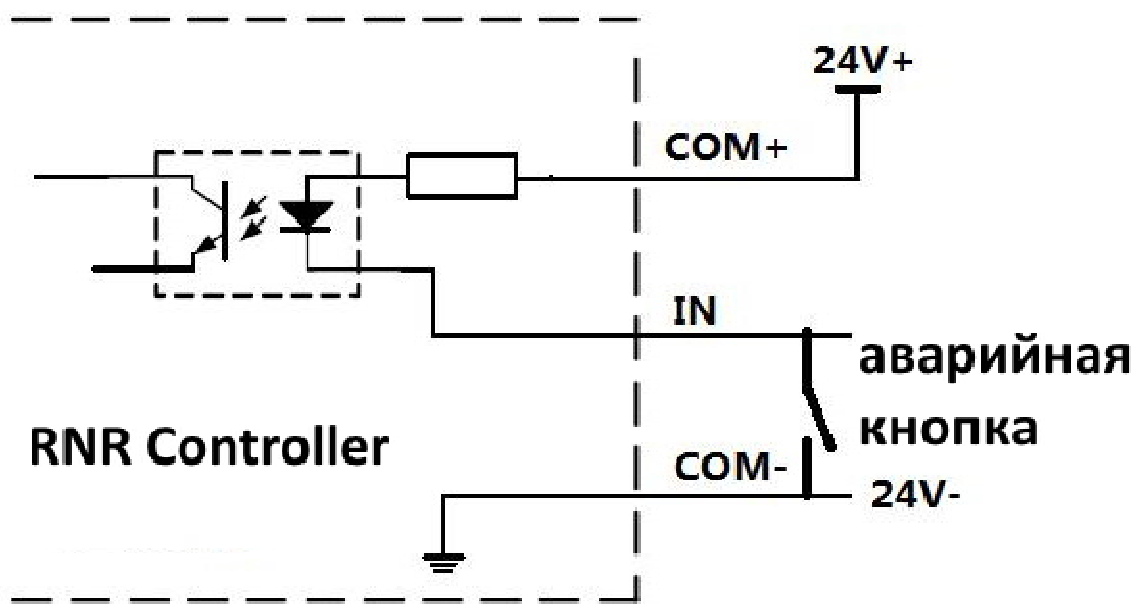 24V+
COM+
IN
аварийная
кнопка
RNR Controller
COM-
24V-